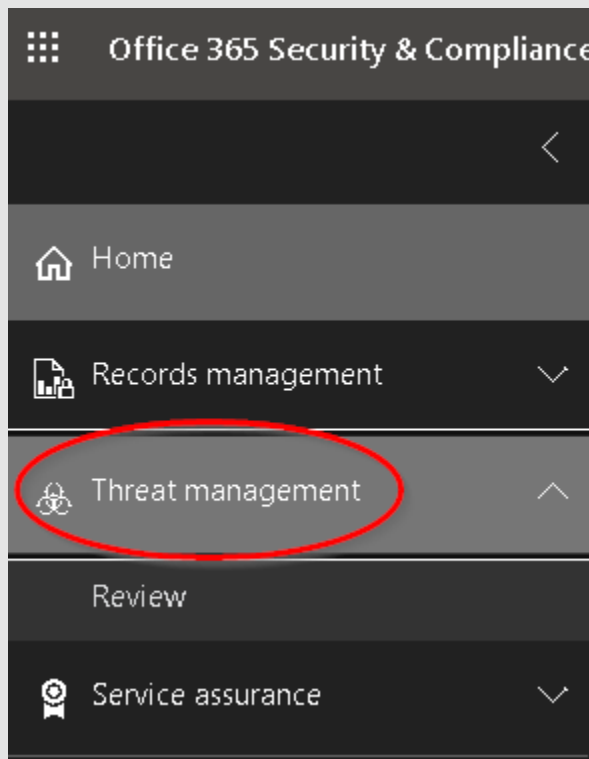 Office 365 Security & Compliance
Home
Records management
Threat management
Review
Service assurance